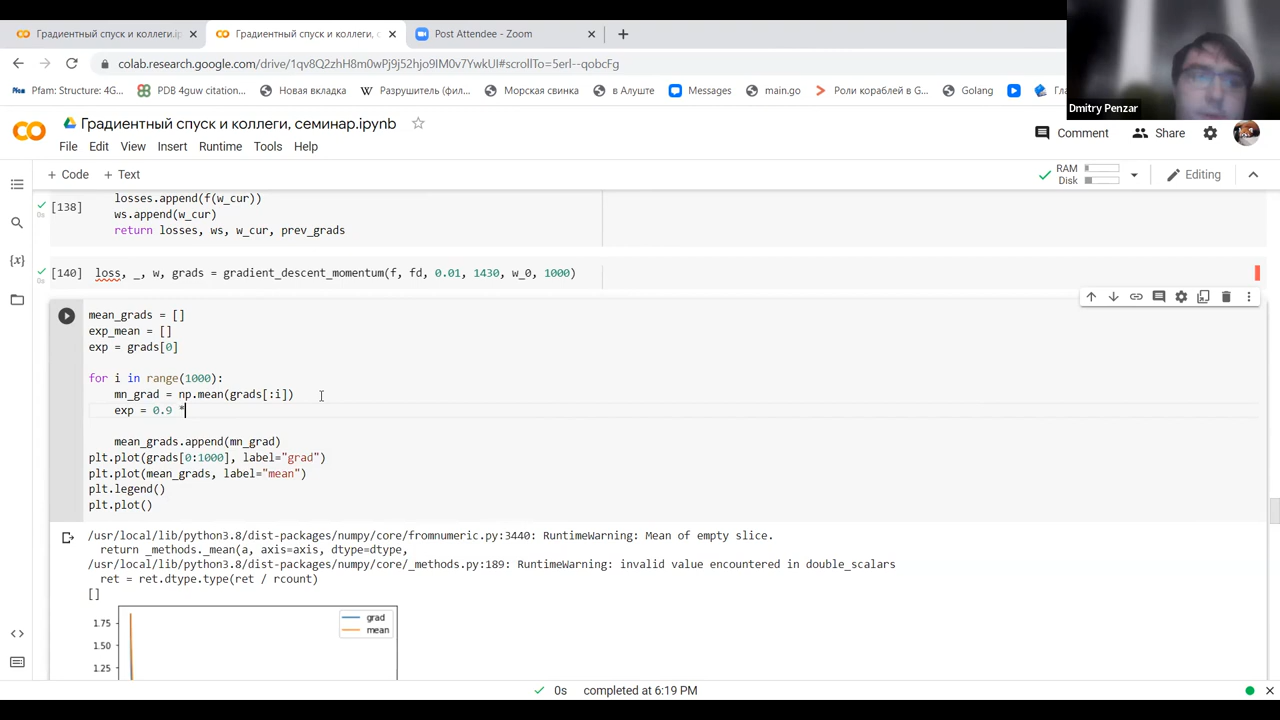 Градиентный спуск и коллеги.i
Градиентный спуск и коллеги, с
Post Attendee - Zoom
colab.research.google.com/drive/1qv8Q2zhH8m0wPj9j52hjo9IM0v7YwkUI#scrollTo=5erl--qobcFg
Pfam: Structure: 4G...
PDB 4guw citation...
Новая вкладка
Разрушитель (фил...
Морская свинка
в Алуште
Messages
main.go
Роли кораблей в G...
Golang
Dmitry Penzar
Градиентный спуск и коллеги, семинар.ipynb
Comment
Share
File Edit View Insert Runtime Tools Help
+ Code + Text
RAM
Disk
Editing
losses.append(f(w_cur))
[138]
ws.append(w_cur)
return losses, ws, w_cur, prev_grads
[140] loss, _, w, grads = gradient_descent_momentum(f, fd, 0.01, 1430, w_0, 1000)
mean_grads = []
exp_mean = []
exp = grads[0]
for i in range(1000):
mn_grad = np.mean(grads[:i])
exp = 0.9 *
mean_grads.append(mn_grad)
plt.plot(grads[0:1000], label="grad")
plt.plot(mean_grads, label="mean")
plt.legend()
plt.plot()
/usr/local/lib/python3.8/dist-packages/numpy/core/fromnumeric.py:3440: RuntimeWarning: Mean of empty slice.
return _methods._mean(a, axis=axis, dtype=dtype,
/usr/local/lib/python3.8/dist-packages/numpy/core/_methods.py:189: RuntimeWarning: invalid value encountered in double_scalars
ret = ret.dtype.type(ret / rcount)
[]
1.75
1.50
1.25
grad
mean
0s completed at 6:19 PM